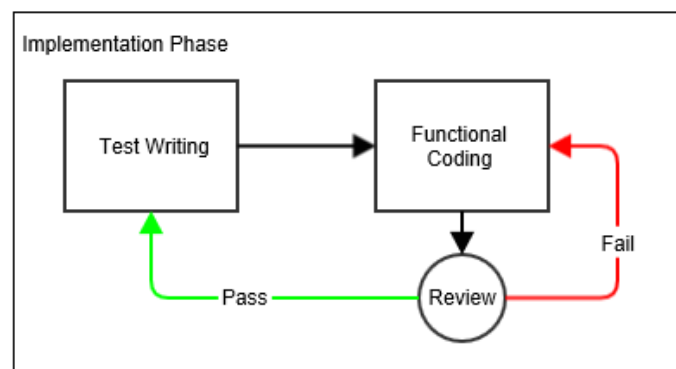 Implementation Phase
Test Writing
Functional
Coding
Fail
Pass
Review